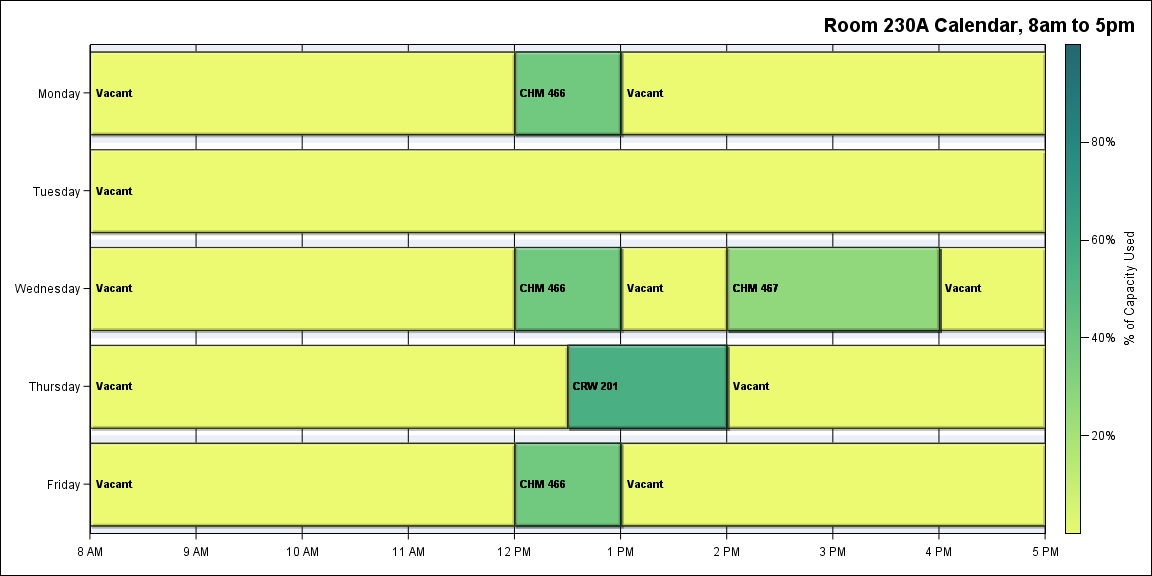 Room 230A Calendar, 8am to 5pm
Monday
Vacant
CHM 466
Vacant
Tuesday
Vacant
Wednesday
Vacant
CHM 466
Vacant
CHM 467
Vacant
Thursday
Vacant
CRW 201
Vacant
Friday
Vacant
CHM 466
Vacant
8 AM
9 AM
10 AM
11 AM
12 PM
1 PM
2 PM
3 PM
4 PM
5 PM
80%
60%
40%
20%
% of Capacity Used